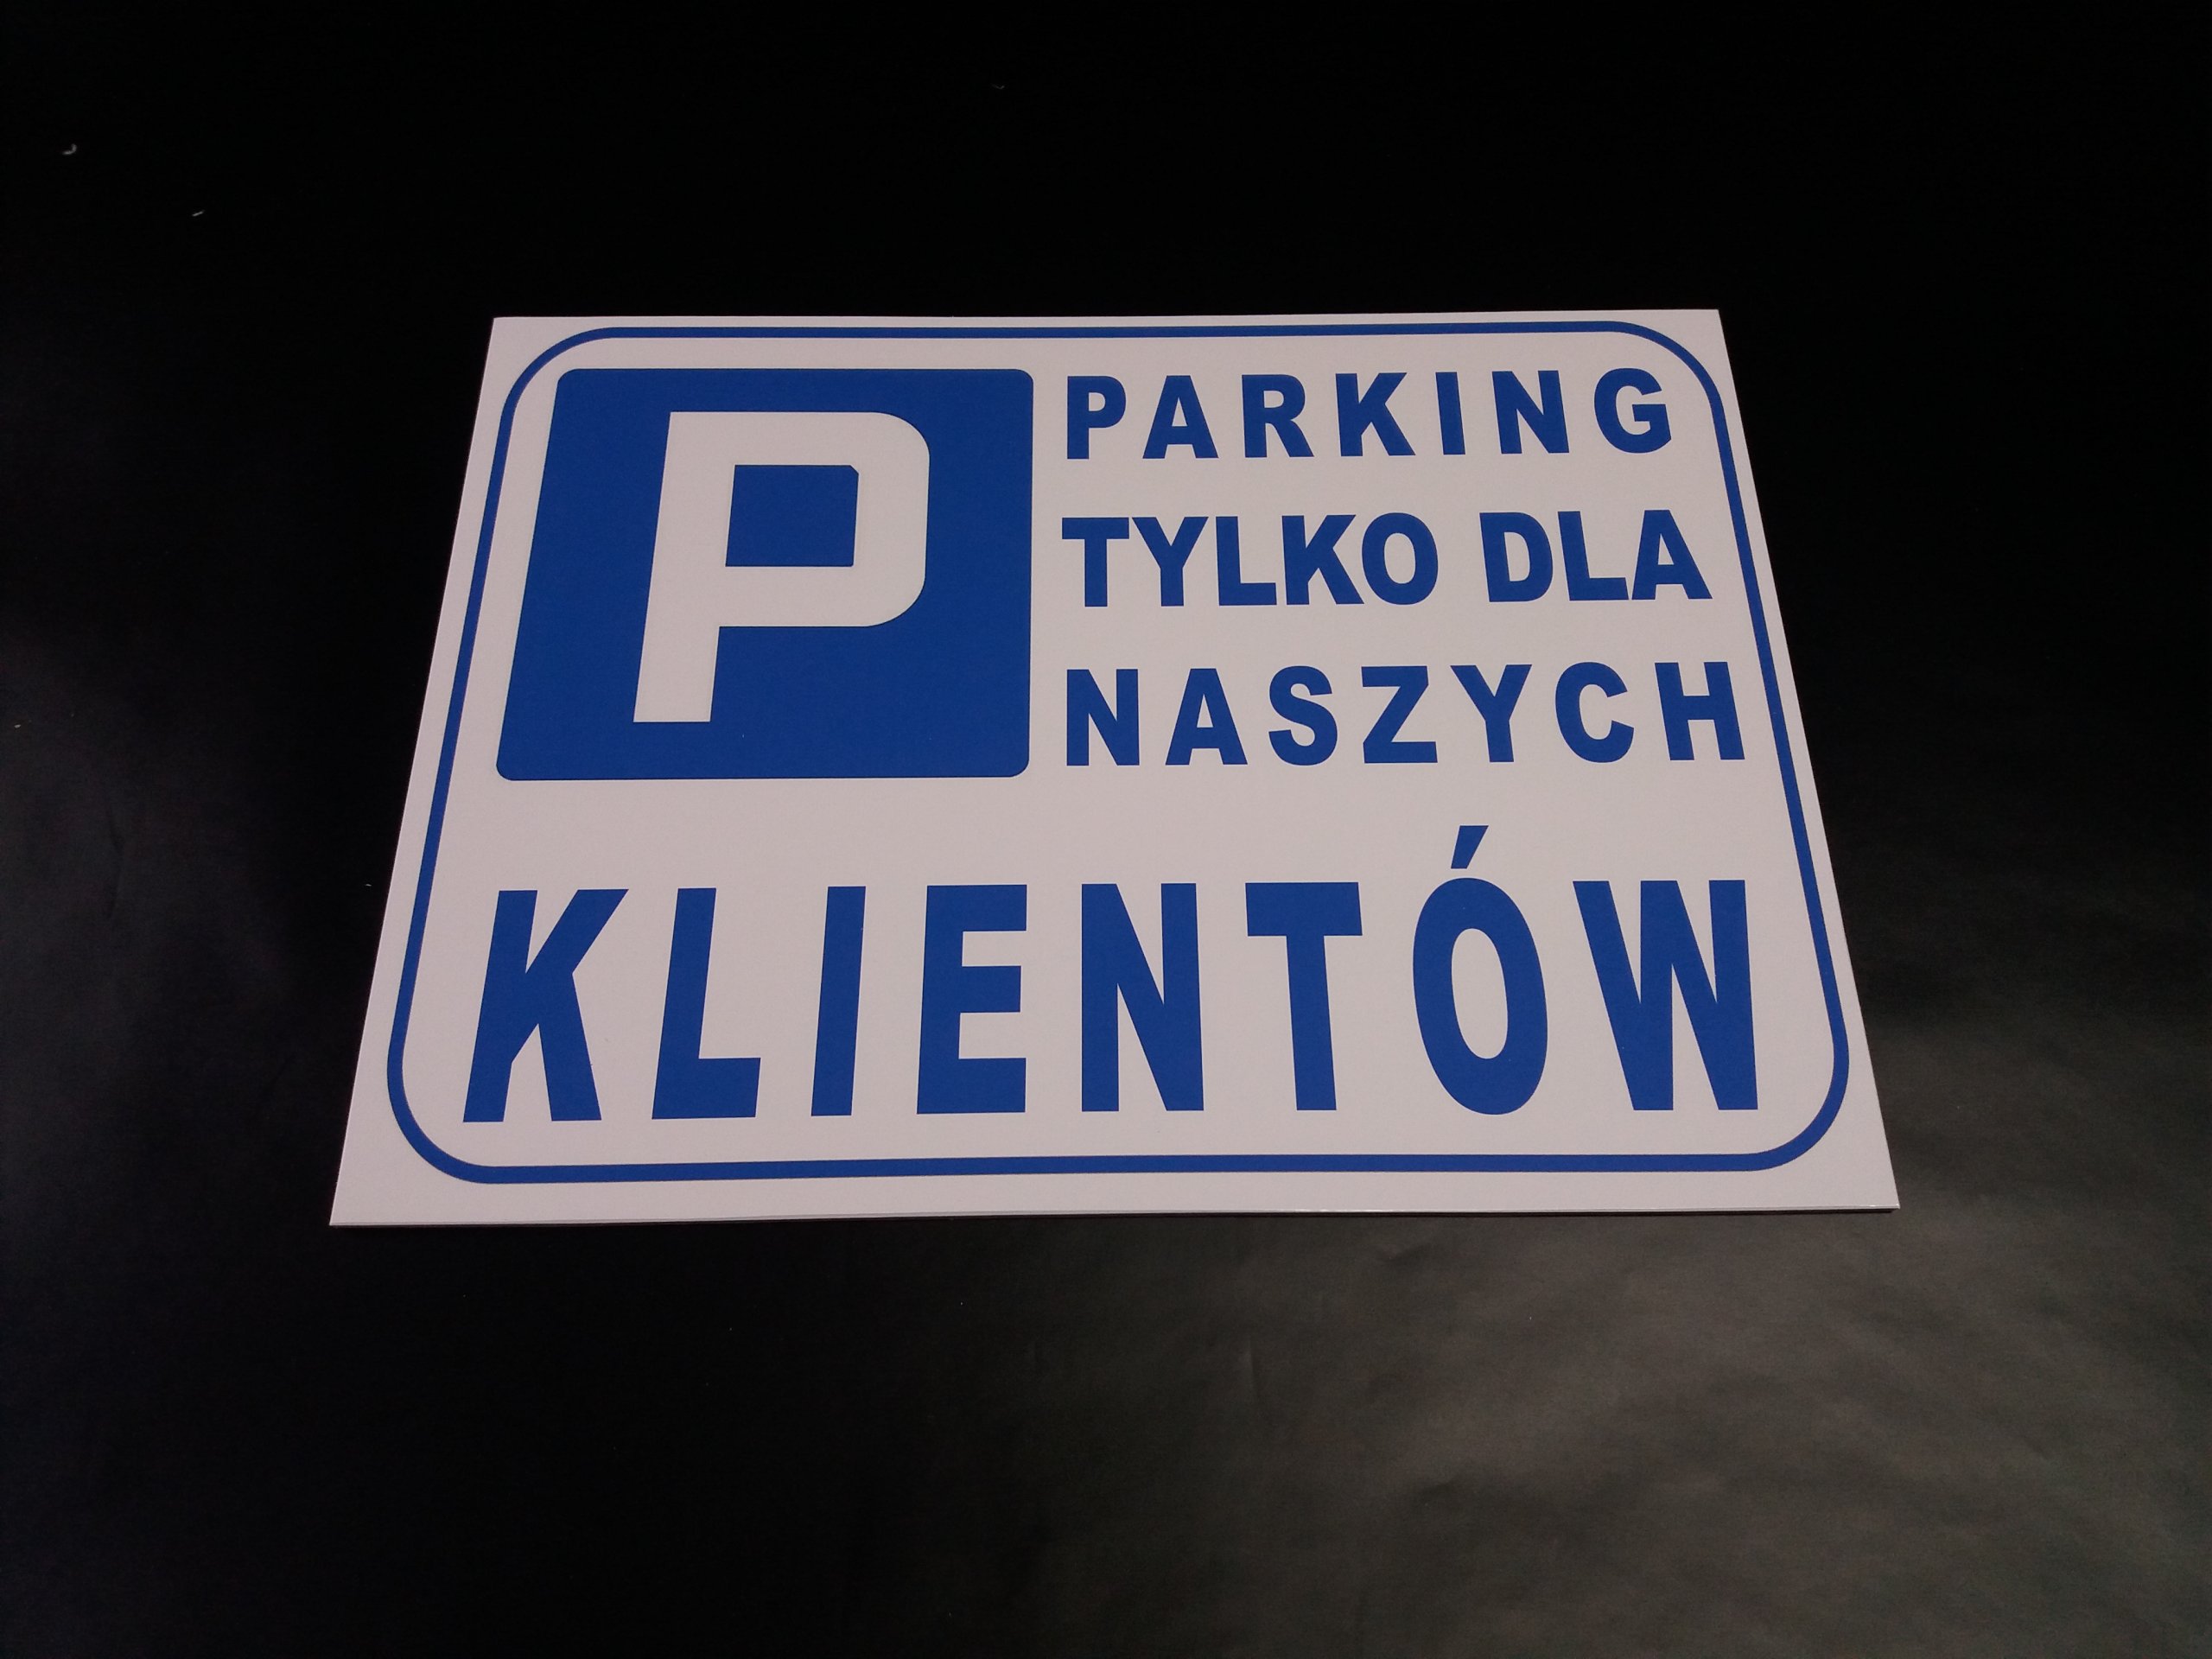 P
PARKING
TYLKO DLA
NASZYCH
KLIENTÓW